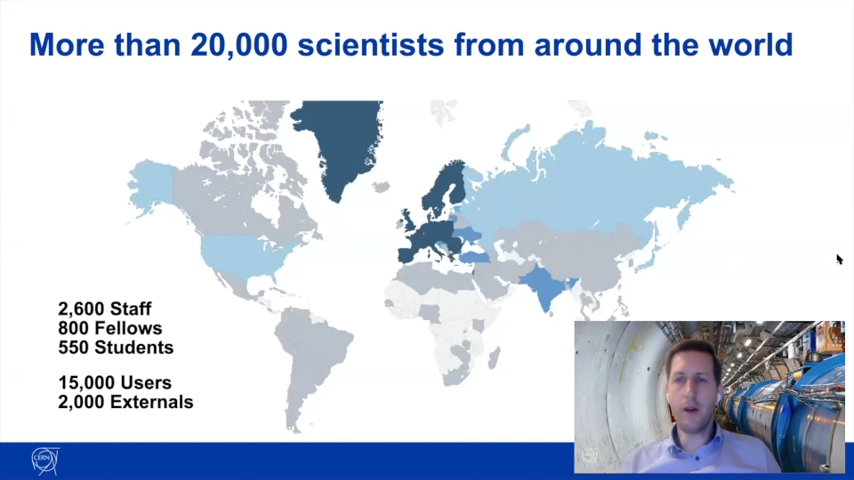 More than 20,000 scientists from around the world
2,600 Staff
800 Fellows
550 Students
15,000 Users
2,000 Externals
CERN